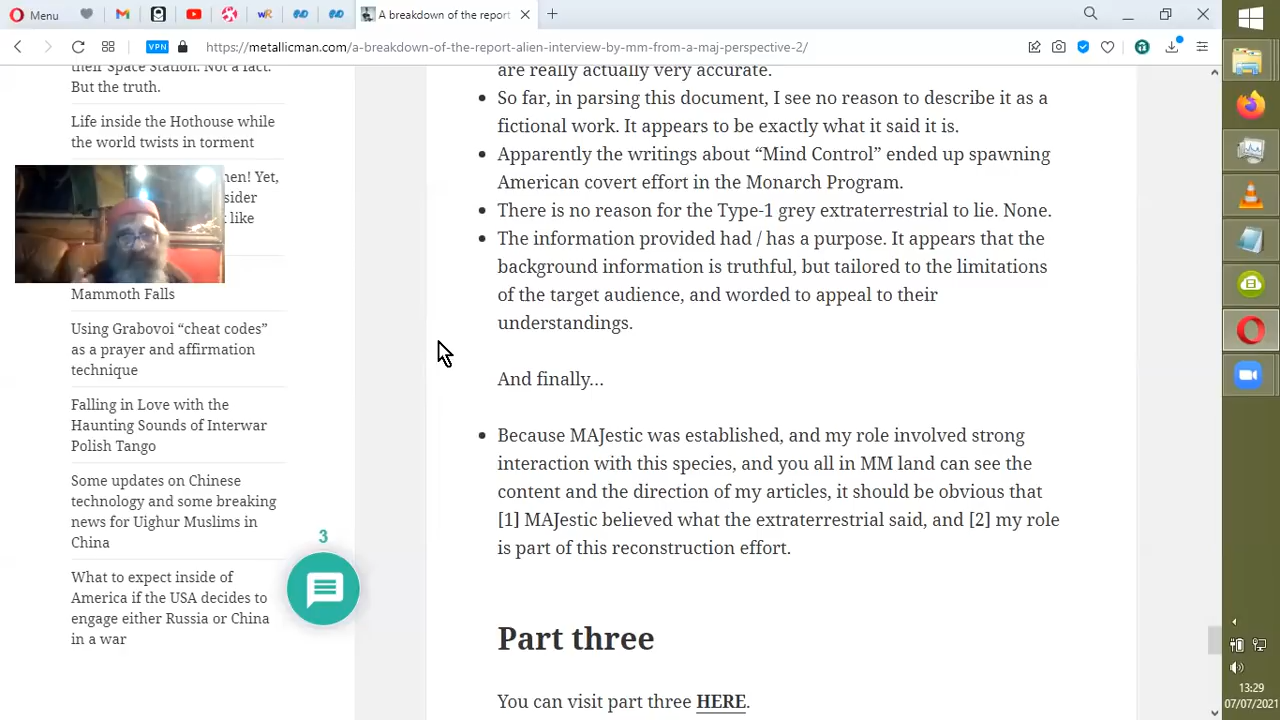 Menu
A breakdown of the report
VPN
https://metallicman.com/a-breakdown-of-the-report-alien-interview-by-mm-from-a-maj-perspective-2/
their Space Station. Not a fact.
But the truth.
Life inside the Hothouse while
the world twists in torment
nen! Yet,
sider
like
Mammoth Falls
Using Grabovoi “cheat codes”
as a prayer and affirmation
technique
Falling in Love with the
Haunting Sounds of Interwar
Polish Tango
Some updates on Chinese
technology and some breaking
news for Uighur Muslims in
China
What to expect inside of
America if the USA decides to
engage either Russia or China
in a war
3
are really actually very accurate.
So far, in parsing this document, I see no reason to describe it as a
fictional work. It appears to be exactly what it said it is.
Apparently the writings about “Mind Control” ended up spawning
American covert effort in the Monarch Program.
There is no reason for the Type-1 grey extraterrestrial to lie. None.
The information provided had / has a purpose. It appears that the
background information is truthful, but tailored to the limitations
of the target audience, and worded to appeal to their
understandings.
And finally…
Because MAJestic was established, and my role involved strong
interaction with this species, and you all in MM land can see the
content and the direction of my articles, it should be obvious that
[1] MAJestic believed what the extraterrestrial said, and [2] my role
is part of this reconstruction effort.
Part three
You can visit part three HERE.
13:29
07/07/2021